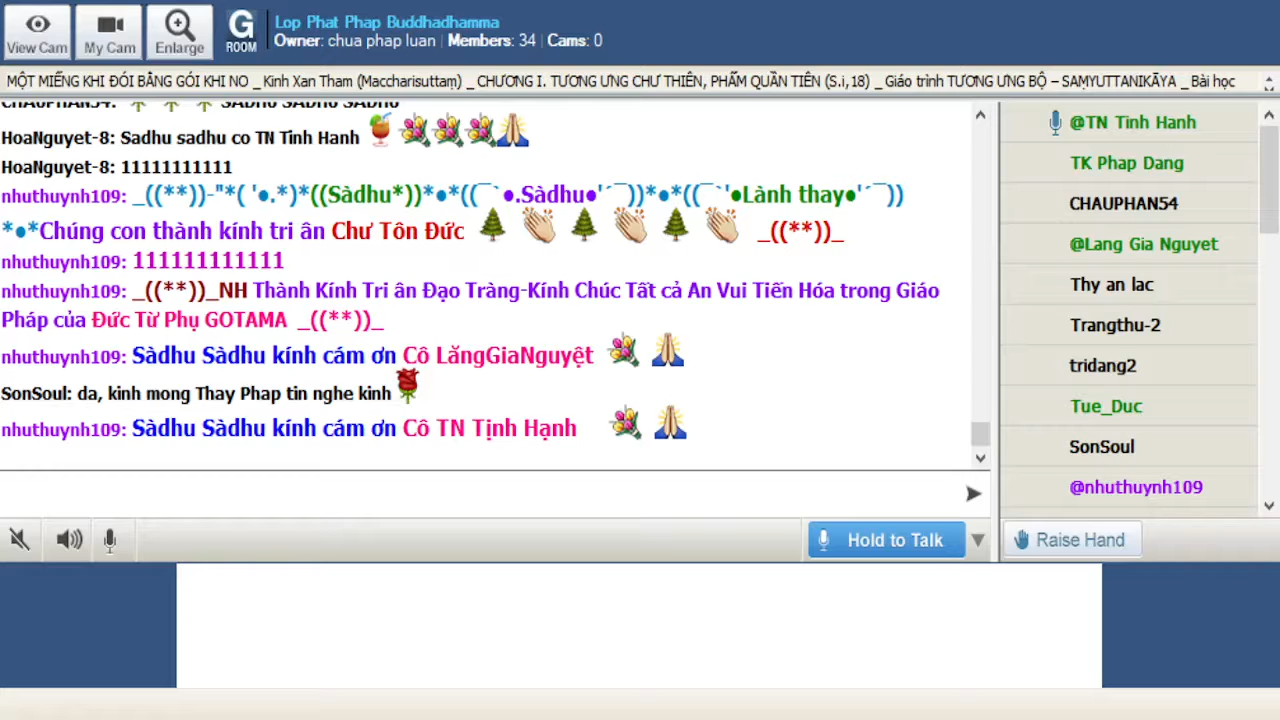 View Cam
My Cam
Enlarge
G
ROOM
Lop Phat Phap Buddhadhamma
Owner: chua phap luan | Members: 34 | Cams: 0
MỘT MIẾNG KHI ĐÓI BẰNG GÓI KHI NO _ Kinh Xan Tham (Maccharisuttaṃ) _ CHƯƠNG I. TƯƠNG ƯNG CHƯ THIÊN, PHẨM QUẦN TIÊN (S.i,18) _ Giáo trình TƯƠNG ƯNG BỘ – SAṂYUTTANIKĀYA _ Bài học
CHAUPHAN54: SADHU SADHU SADHU
HoaNguyet-8: Sadhu sadhu co TN Tinh Hanh
HoaNguyet-8: 11111111111
nhuthuynh109: _((**))-"*( '●.*)*((Sàdhu*))*●*((¯`●.Sàdhu●'´¯))*●*((¯`'●Lành thay●'´¯))
*●*Chúng con thành kính tri ân Chư Tôn Đức _((**))_
nhuthuynh109: 111111111111
nhuthuynh109: _((**))_NH Thành Kính Tri ân Đạo Tràng-Kính Chúc Tất cả An Vui Tiến Hóa trong Giáo
Pháp của Đức Từ Phụ GOTAMA _((**))_
nhuthuynh109: Sàdhu Sàdhu kính cám ơn Cô LăngGiaNguyệt
SonSoul: da, kinh mong Thay Phap tin nghe kinh
nhuthuynh109: Sàdhu Sàdhu kính cám ơn Cô TN Tịnh Hạnh
Hold to Talk
@TN Tinh Hanh
TK Phap Dang
CHAUPHAN54
@Lang Gia Nguyet
Thy an lac
Trangthu-2
tridang2
Tue_Duc
SonSoul
@nhuthuynh109
Raise Hand